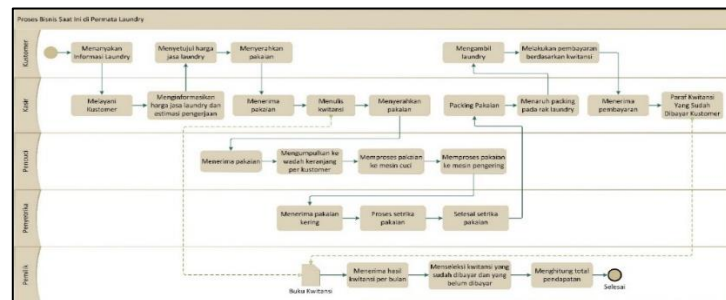 Proses Bisnis Saat Ini di Permata Laundry
Kustomer
Menanyakan
Informasi Laundry
Menyetujui harga
jasa laundry
Menyerahkan
pakaian
Mengambil
laundry
Melakukan pembayaran
berdasarkan kwitansi
Kasir
Melayani
Kustomer
Menginformasikan
harga jasa laundry dan
estimasi pengerjaan
Menerima
pakaian
Menulis
kwitansi
Menyerahkan
pakaian
Packing Pakaian
Menaruh packing
pada rak laundry
Menerima
pembayaran
Paraf Kwitansi
Yang Sudah
Dibayar Kustomer
Pencuci
Menerima pakaian
Mengumpulkan ke
wadah keranjang
per kustomer
Memproses pakaian
ke mesin cuci
Memproses pakaian
ke mesin pengering
Penyetrika
Menerima pakaian
kering
Proses setrika
pakaian
Selesai setrika
pakaian
Pemilik
Buku Kwitansi
Menerima hasil
kwitansi per bulan
Menseleksi kwitansi yang
sudah dibayar dan yang
belum dibayar
Menghitung total
pendapatan
Selesai